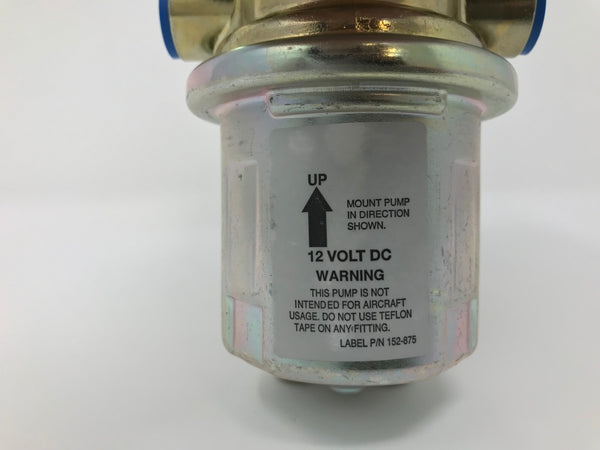 UP
MOUNT PUMP
IN DIRECTION
SHOWN.
12 VOLT DC
WARNING
THIS PUMP IS NOT
INTENDED FOR AIRCRAFT
USAGE. DO NOT USE TEFLON
TAPE ON ANY FITTING.
LABEL P/N 152-875